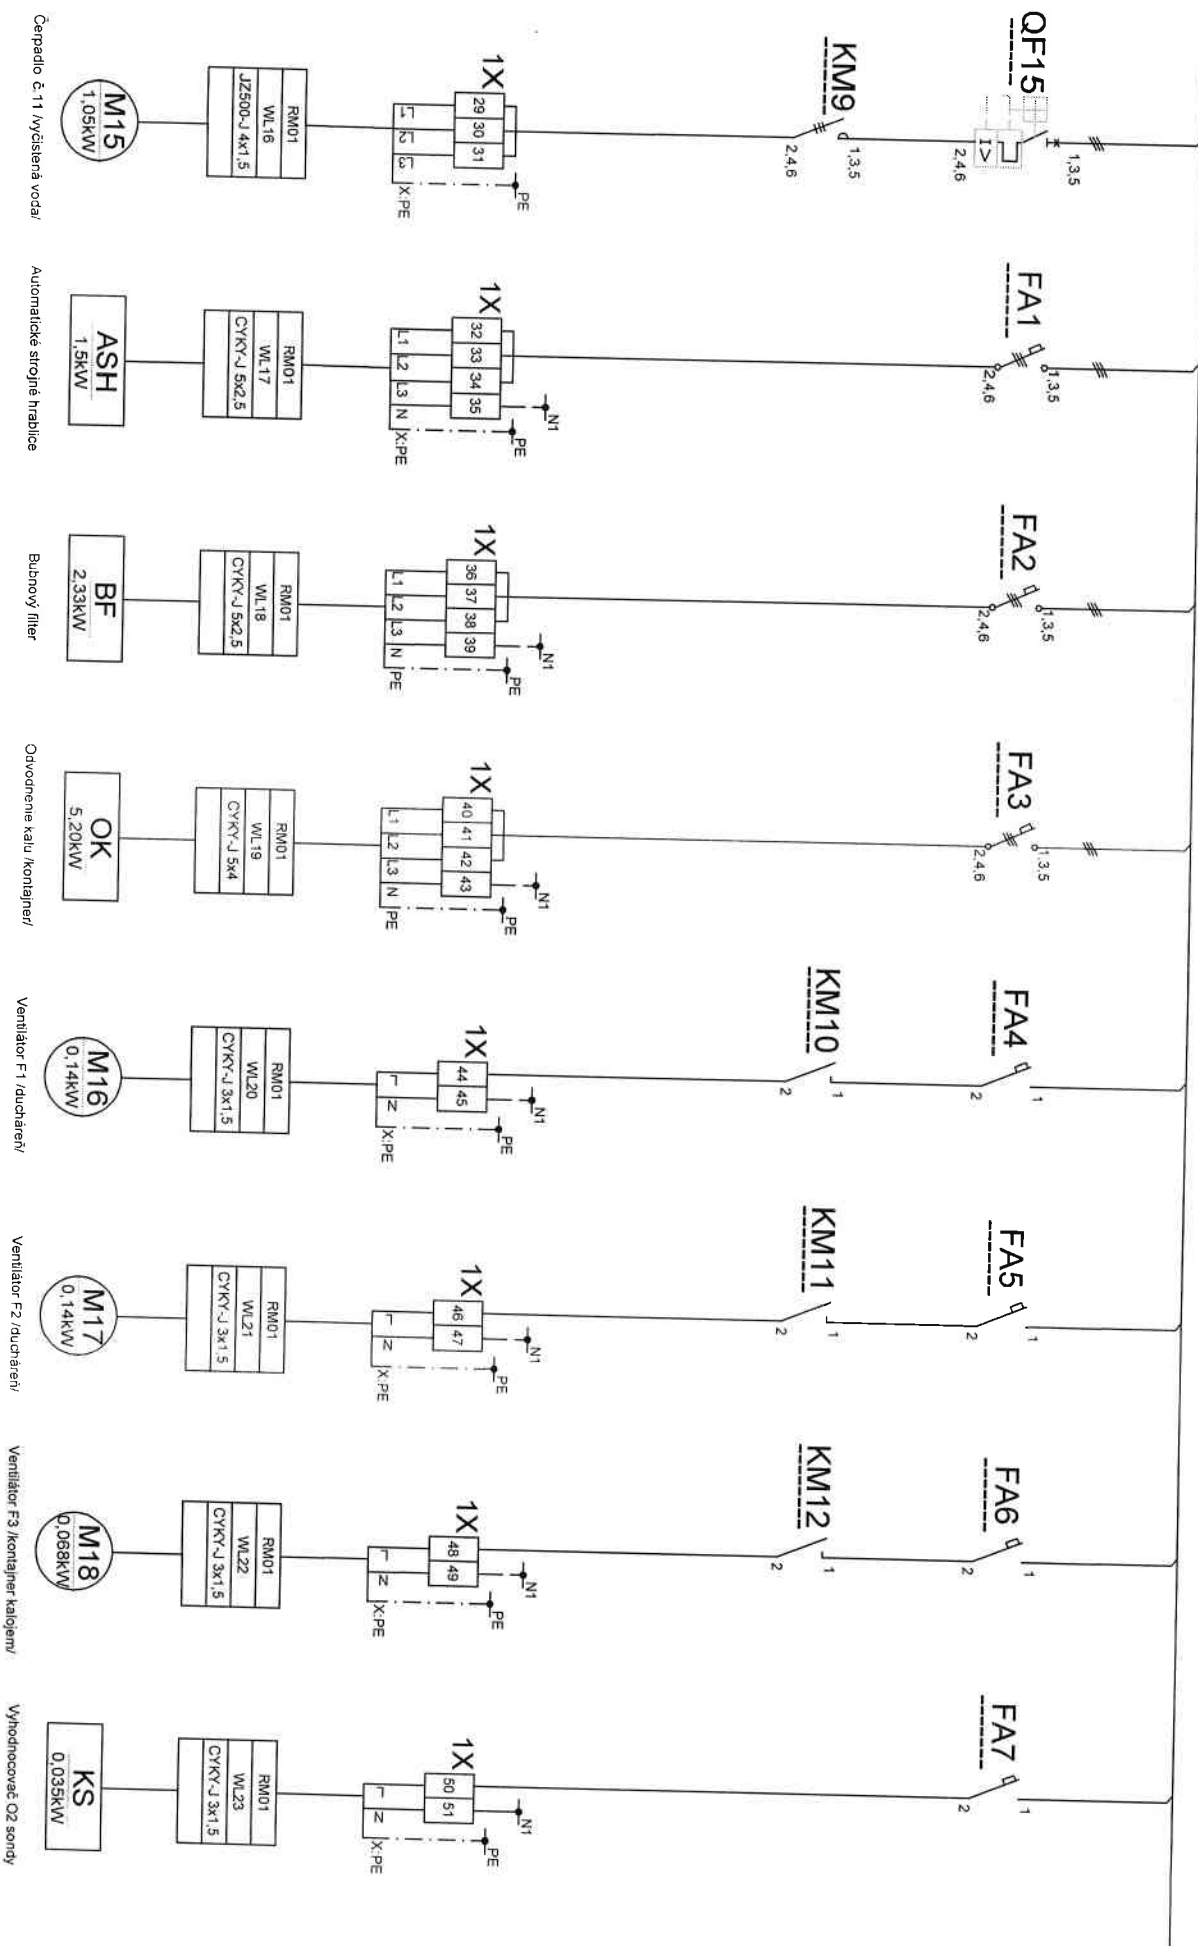 QF15
1,3,5
I>
2,4,6
KM9
1,3,5
2,4,6
1X
29 30 31
PE
L1 L2 L3
X:PE
RM01
WL16
JZ500-J 4x1,5
M15
1,05kW
Čerpadlo č.11 /vyčistená voda/
FA1
1,3,5
2,4,6
1X
32 33 34 35
N1
PE
L1 L2 L3 N
X:PE
RM01
WL17
CYKY-J 5x2,5
ASH
1,5kW
Automatické strojné hrablice
FA2
1,3,5
2,4,6
1X
36 37 38 39
N1
PE
L1 L2 L3 N
PE
RM01
WL18
CYKY-J 5x2,5
BF
2,33kW
Bubnový filter
FA3
1,3,5
2,4,6
1X
40 41 42 43
N1
PE
L1 L2 L3 N
PE
RM01
WL19
CYKY-J 5x4
OK
5,20kW
Odvodnenie kalu /kontajner/
FA4
1
2
KM10
1
2
1X
44 45
N1
PE
L N
X:PE
RM01
WL20
CYKY-J 3x1,5
M16
0,14kW
Ventilátor F1 /ducháreň/
FA5
1
2
KM11
1
2
1X
46 47
N1
PE
L N
X:PE
RM01
WL21
CYKY-J 3x1,5
M17
0,14kW
Ventilátor F2 /ducháreň/
FA6
1
2
KM12
1
2
1X
48 49
N1
PE
L N
X:PE
RM01
WL22
CYKY-J 3x1,5
M18
0,068kW
Ventilátor F3 /kontajner kalojem/
FA7
1
2
1X
50 51
N1
PE
L N
X:PE
RM01
WL23
CYKY-J 3x1,5
KS
0,035kW
Vyhodnocovač O2 sondy